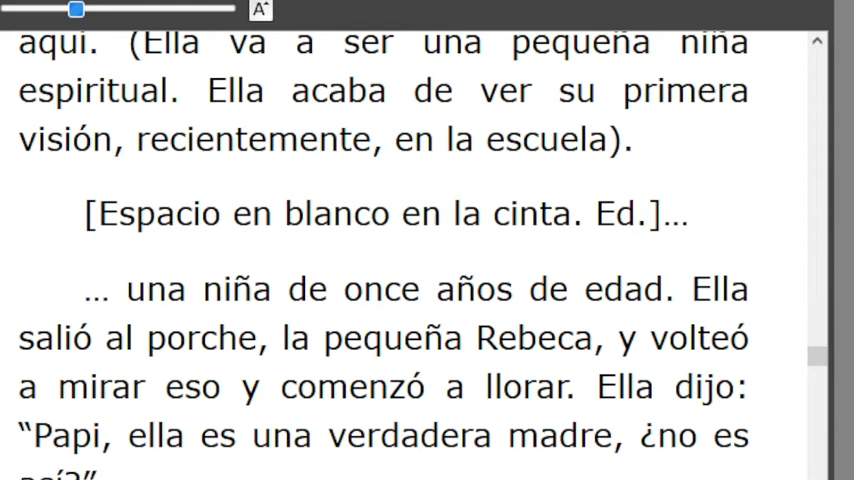 A
aquí. (Ella va a ser una pequeña niña
espiritual. Ella acaba de ver su primera
visión, recientemente, en la escuela).
[Espacio en blanco en la cinta. Ed.]…
… una niña de once años de edad. Ella
salió al porche, la pequeña Rebeca, y volteó
a mirar eso y comenzó a llorar. Ella dijo:
“Papi, ella es una verdadera madre, ¿no es
así?”